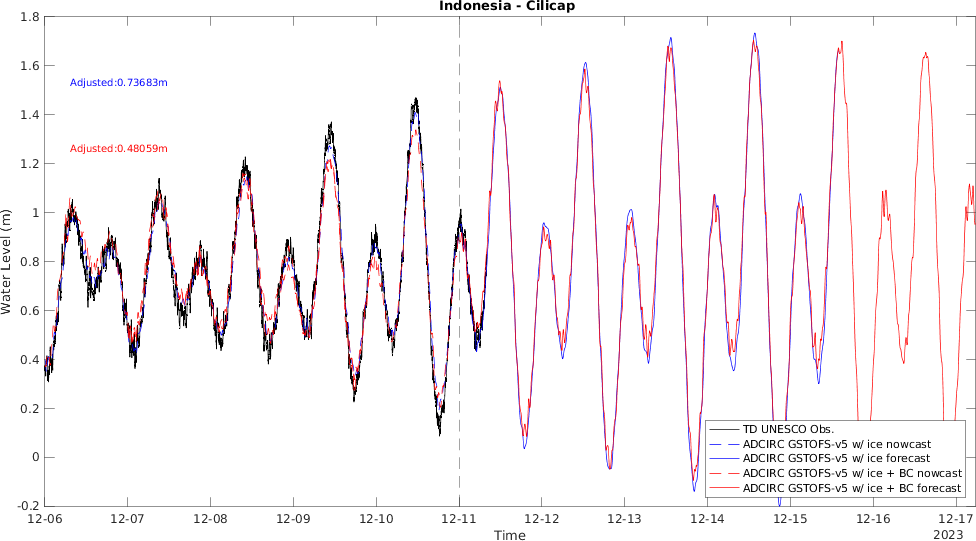 Indonesia - Cilicap
1.8
1.6
1.4
1.2
1
0.8
0.6
0.4
0.2
0
-0.2
Water Level (m)
Adjusted:0.73683m
Adjusted:0.48059m
TD UNESCO Obs.
ADCIRC GSTOFS-v5 w/ ice nowcast
ADCIRC GSTOFS-v5 w/ ice forecast
ADCIRC GSTOFS-v5 w/ice + BC nowcast
ADCIRC GSTOFS-v5 w/ice + BC forecast
12-06 12-07 12-08 12-09 12-10 12-11 12-12 12-13 12-14 12-15 12-16 12-17
Time
2023